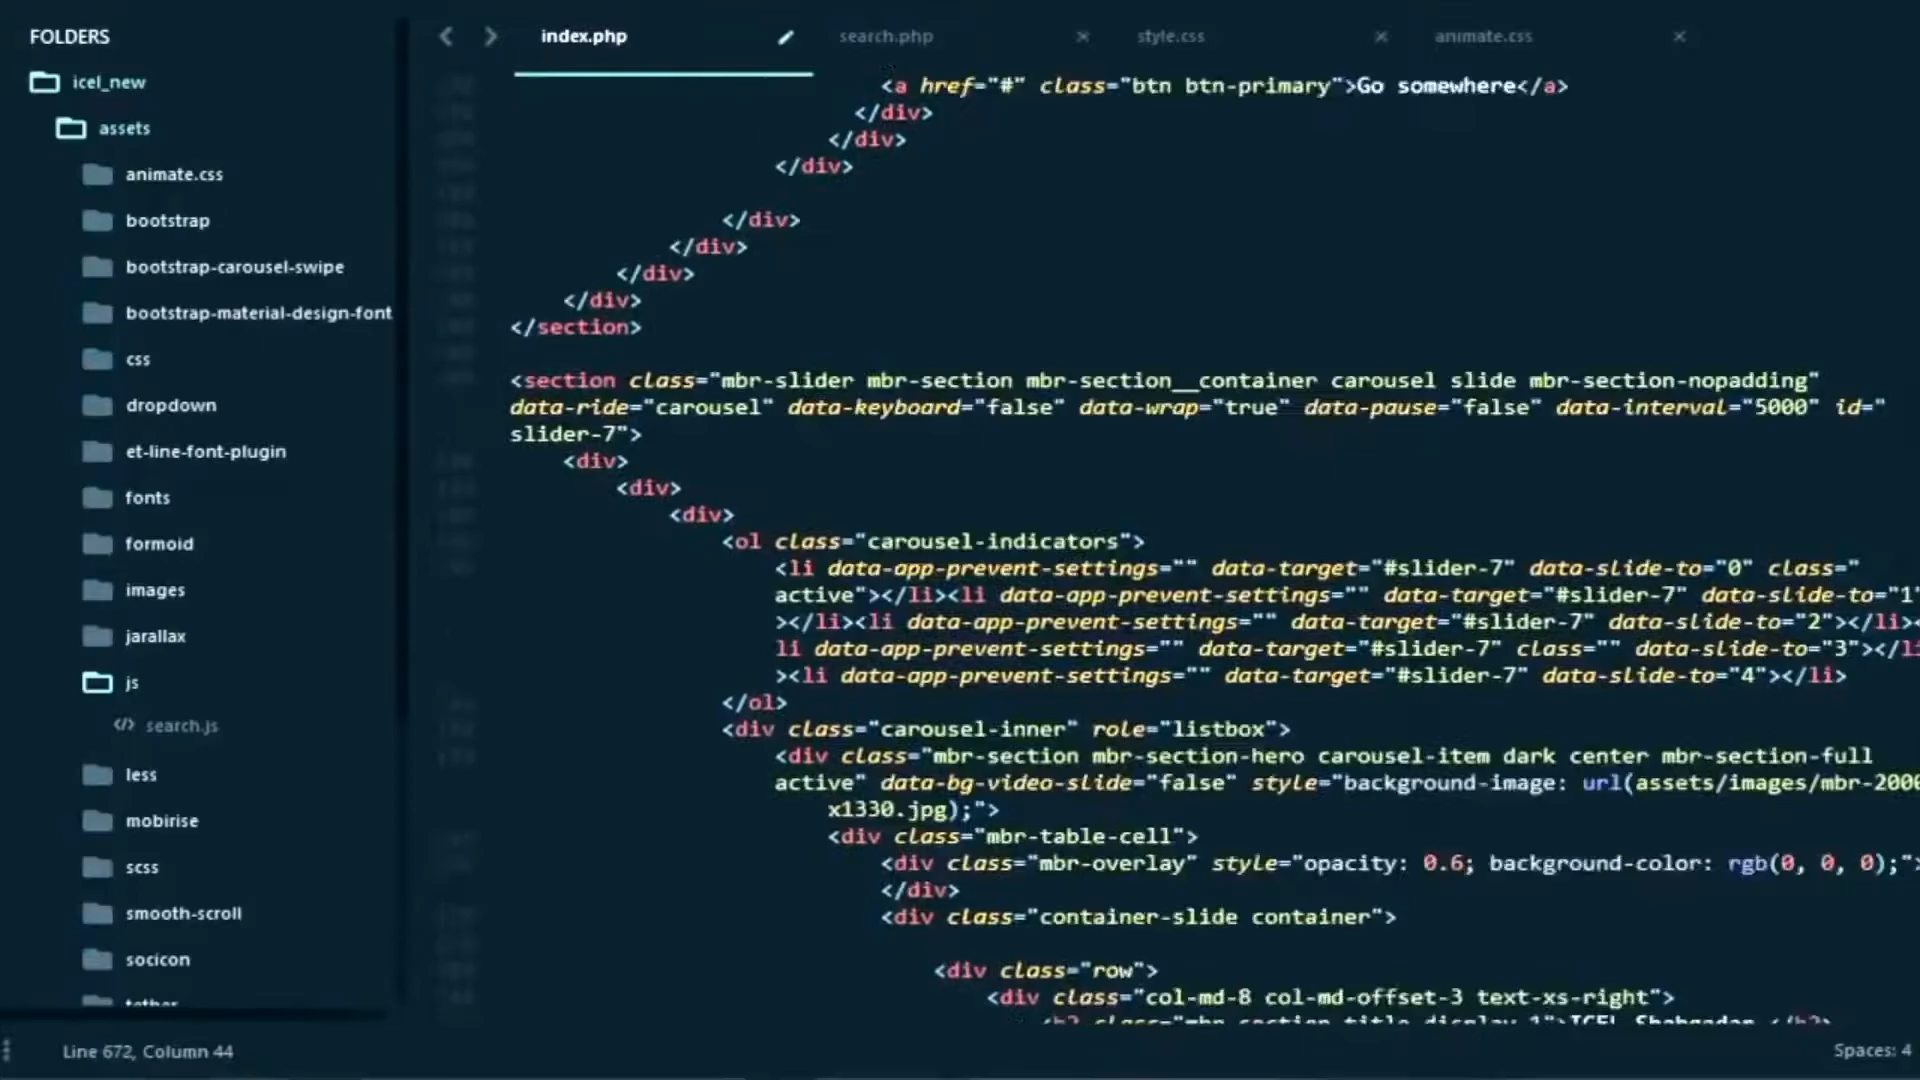 FOLDERS
icel_new
assets
animate.css
bootstrap
bootstrap-carousel-swipe
bootstrap-material-design-font
css
dropdown
et-line-font-plugin
fonts
formoid
images
jarallax
js
</> search.js
less
mobirise
scss
smooth-scroll
socicon
tether
index.php
search.php
style.css
animate.css
<a href="#" class="btn btn-primary">Go somewhere</a>
</div>
</div>
</div>
</div>
</div>
</div>
</div>
</section>
<section class="mbr-slider mbr-section mbr-section__container carousel slide mbr-section-nopadding"
data-ride="carousel" data-keyboard="false" data-wrap="true" data-pause="false" data-interval="5000" id="
slider-7">
<div>
<div>
<div>
<ol class="carousel-indicators">
<li data-app-prevent-settings="" data-target="#slider-7" data-slide-to="0" class="
active"></li><li data-app-prevent-settings="" data-target="#slider-7" data-slide-to="1"
></li><li data-app-prevent-settings="" data-target="#slider-7" data-slide-to="2"></li><
li data-app-prevent-settings="" data-target="#slider-7" class="" data-slide-to="3"></li
><li data-app-prevent-settings="" data-target="#slider-7" data-slide-to="4"></li>
</ol>
<div class="carousel-inner" role="listbox">
<div class="mbr-section mbr-section-hero carousel-item dark center mbr-section-full
active" data-bg-video-slide="false" style="background-image: url(assets/images/mbr-2000
x1330.jpg);">
<div class="mbr-table-cell">
<div class="mbr-overlay" style="opacity: 0.6; background-color: rgb(0, 0, 0);">
</div>
<div class="container-slide container">
<div class="row">
<div class="col-md-8 col-md-offset-3 text-xs-right">
<h2 class="mbr-section-title display-1">ICEL </h2>
Line 672, Column 44
Spaces: 4